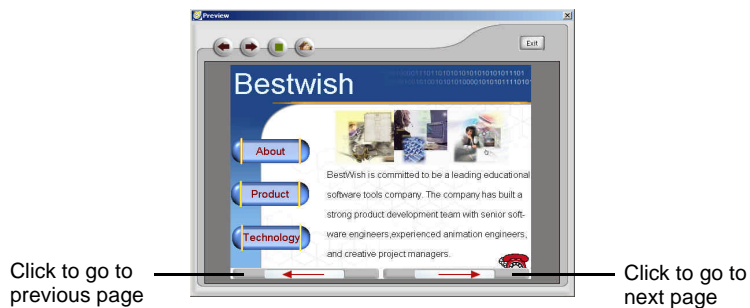 Preview
Exit
Bestwish
About
Product
Technology
BestWish is committed to be a leading educational
software tools company. The company has built a
strong product development team with senior soft-
ware engineers,experienced animation engineers,
and creative project managers.
Click to go to
previous page
Click to go to
next page